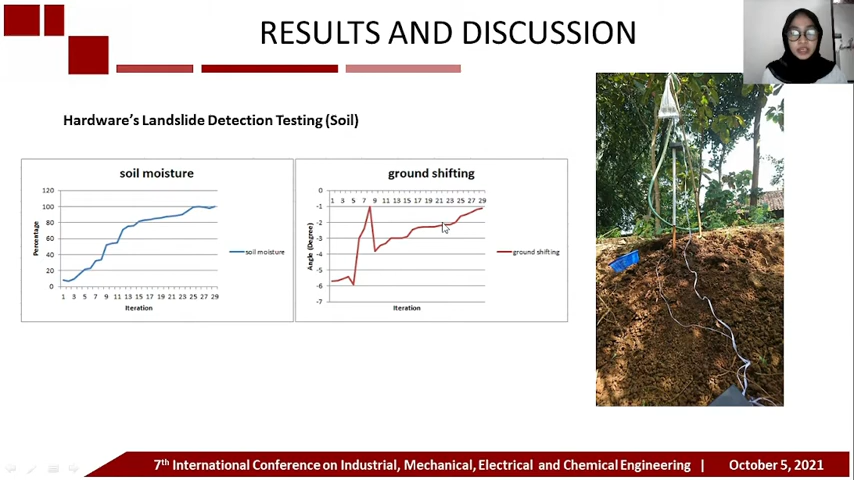 RESULTS AND DISCUSSION
Hardware's Landslide Detection Testing (Soil)
soil moisture
120
100
80
60
40
20
0
Percentage
1 3 5 7 9 11 13 15 17 19 21 23 25 27 29
Iteration
soil moisture
ground shifting
0
-1
-2
-3
-4
-5
-6
-7
Angle (Degree)
1 3 5 7 9 11 13 15 17 19 21 23 25 27 29
Iteration
ground shifting
7th International Conference on Industrial, Mechanical, Electrical and Chemical Engineering | October 5, 2021